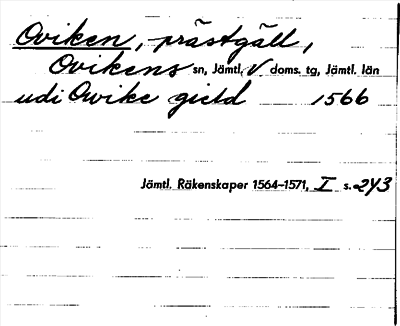 Oviken, prästgäll,
Ovikens sn, Jämtl. V doms. tg, Jämtl. län
udi Owike gield 1566
Jämtl. Räkenskaper 1564–1571, I s. 243